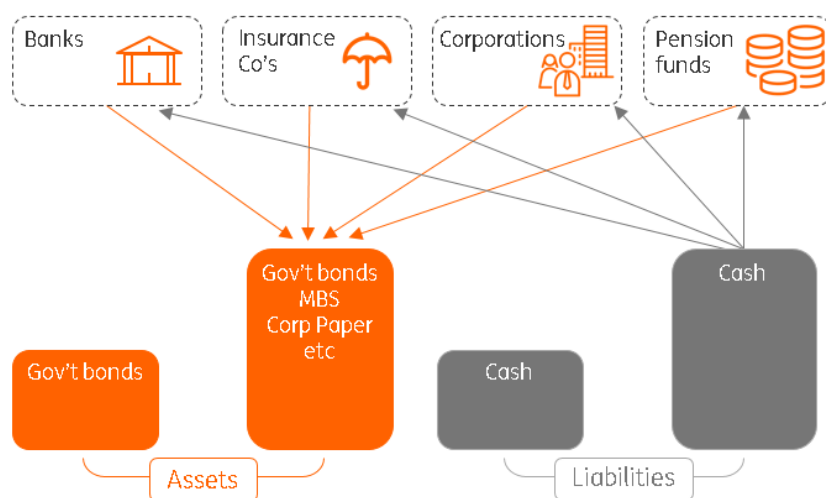 Banks
Insurance
Co's
Corporations
Pension
funds
Gov't bonds
MBS
Corp Paper
etc
Cash
Gov't bonds
Cash
Assets
Liabilities